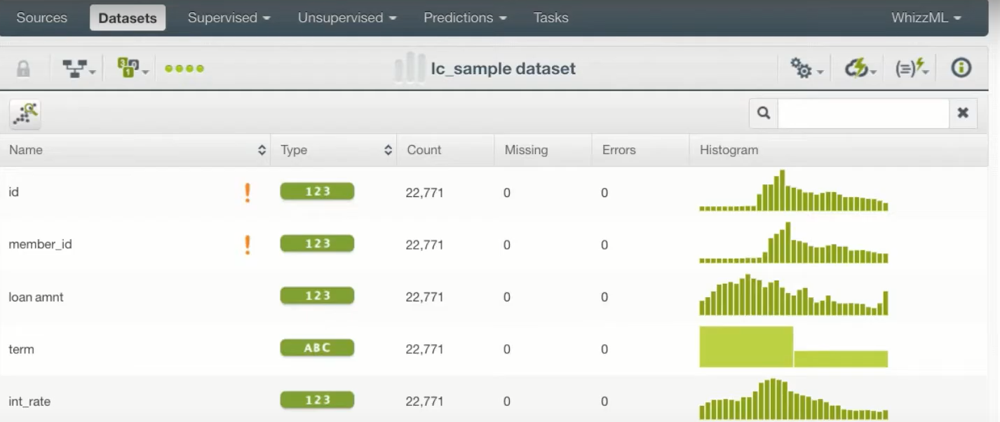 Sources Datasets Supervised Unsupervised Predictions Tasks WhizzML
lc_sample dataset
Name Type Count Missing Errors Histogram
id ! 123 22,771 0 0
member_id ! 123 22,771 0 0
loan amnt 123 22,771 0 0
term ABC 22,771 0 0
int_rate 123 22,771 0 0